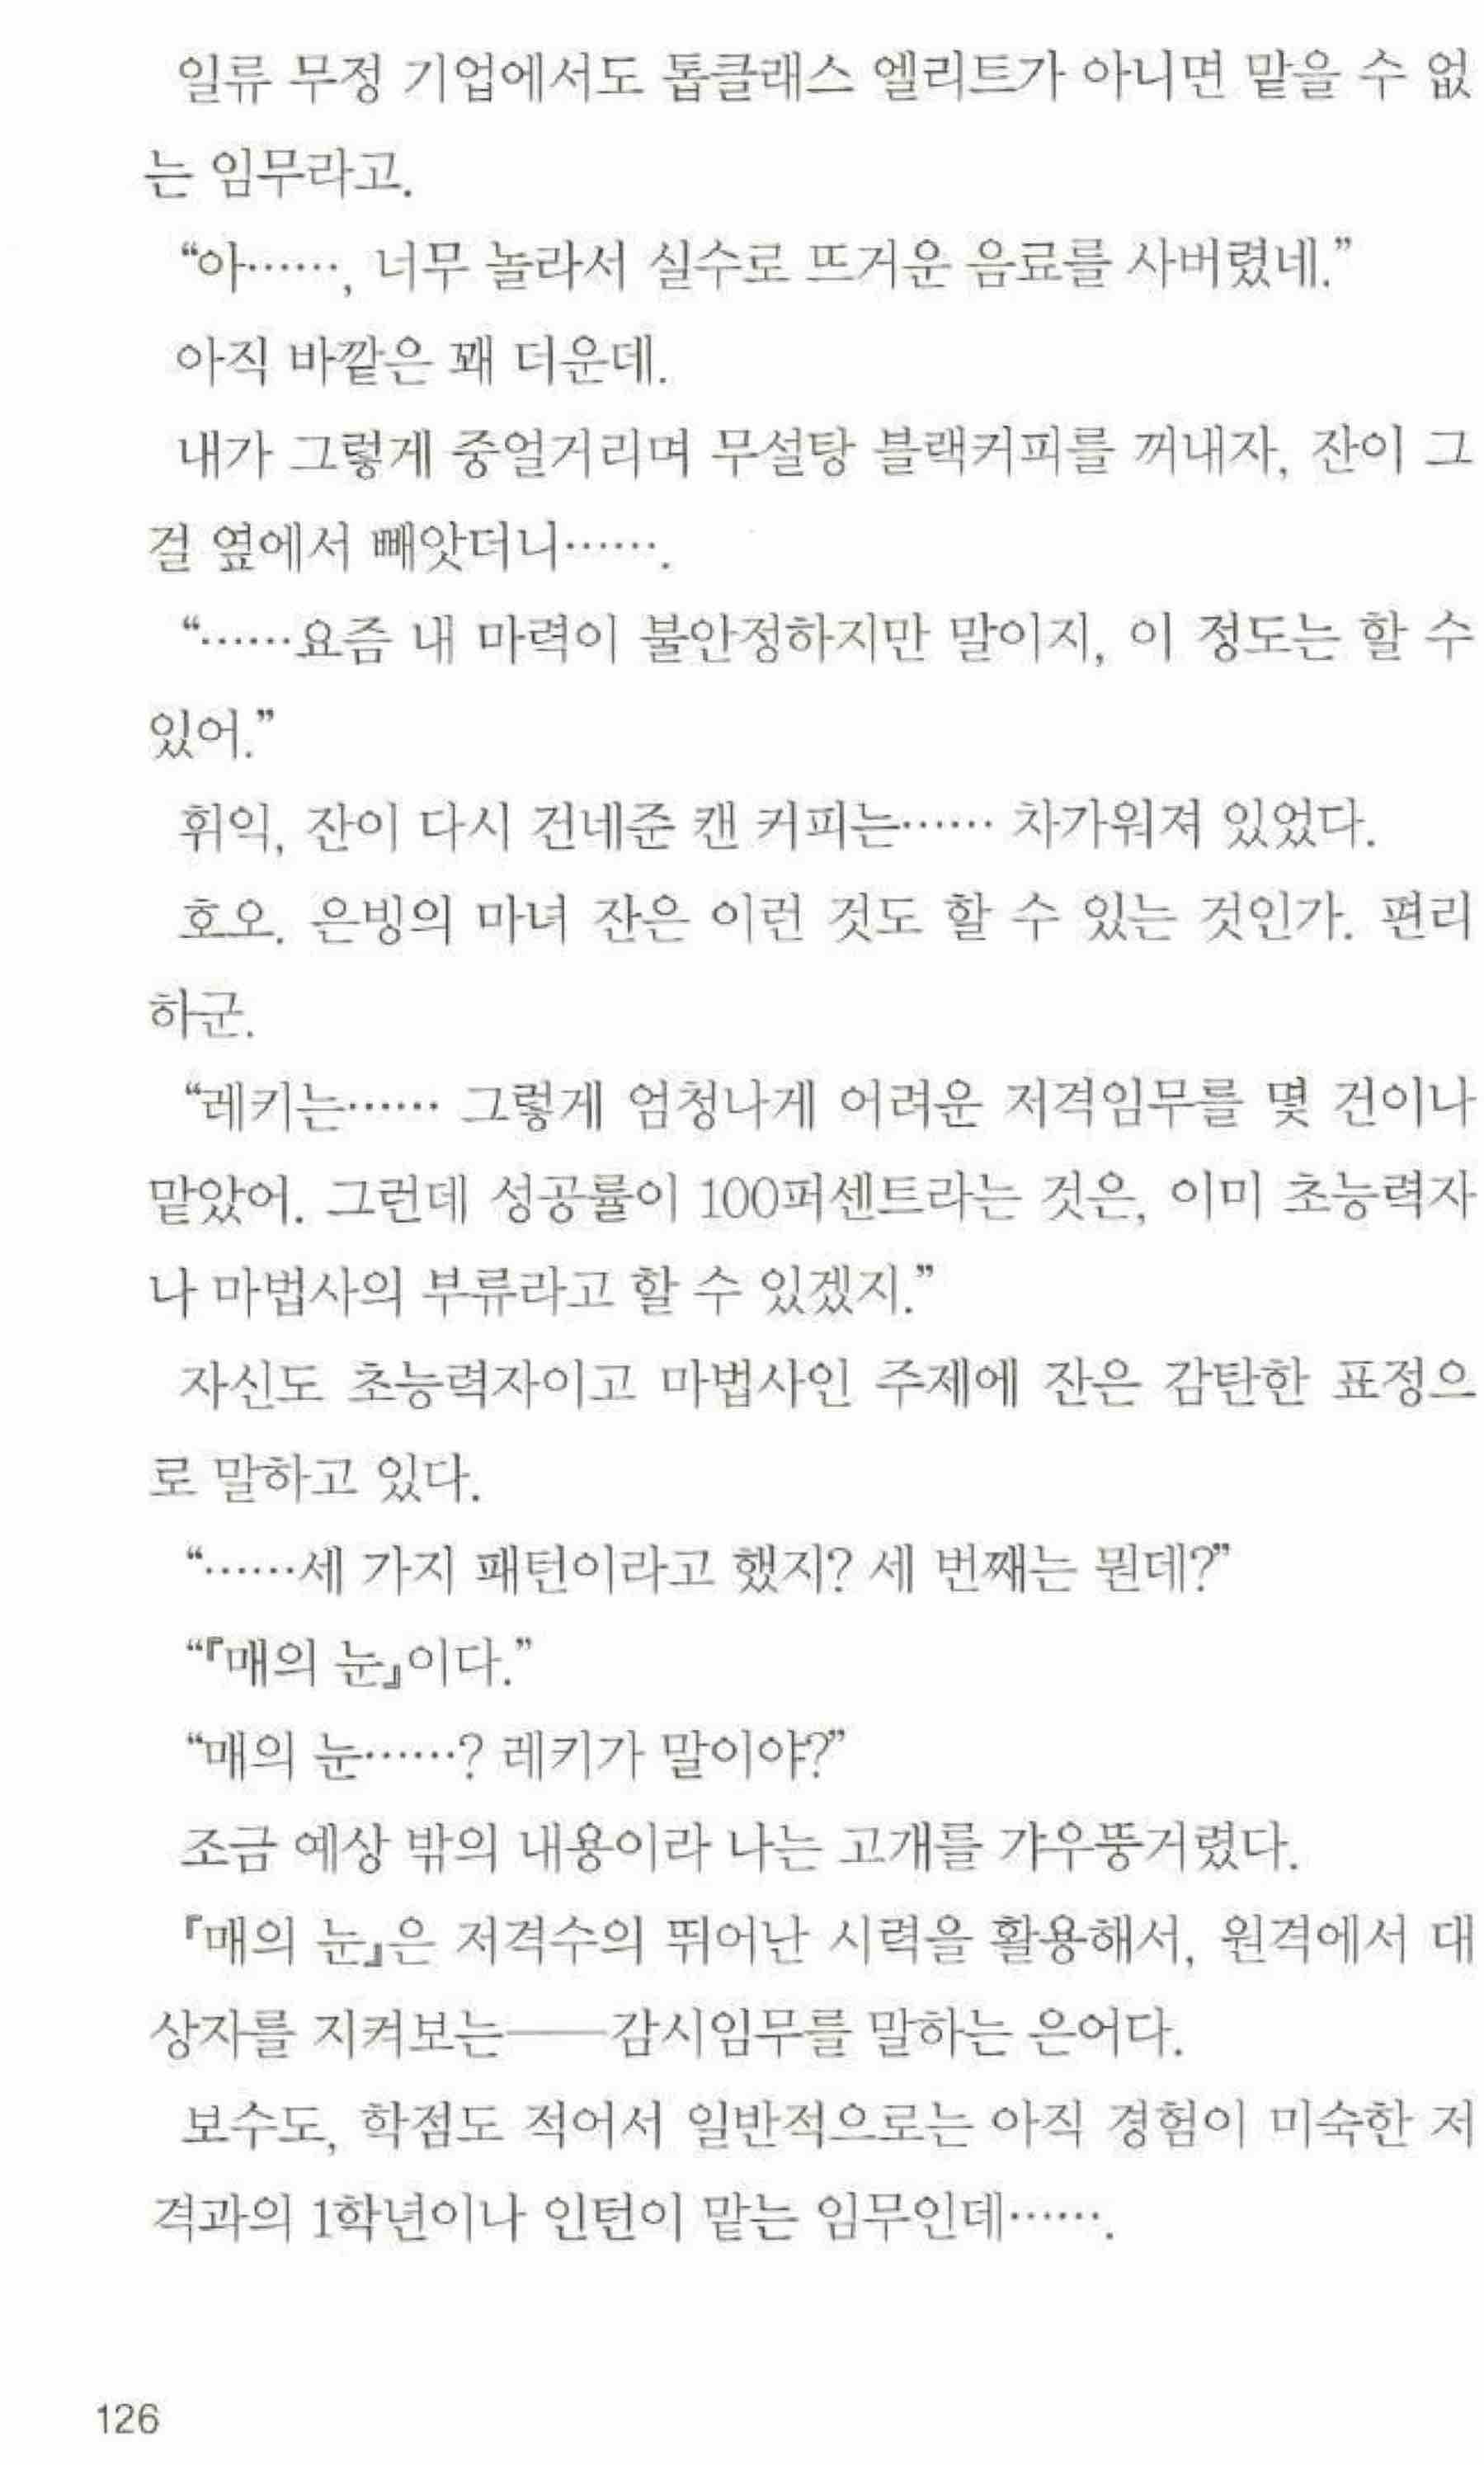 일류 무정 기업에서도 톱클래스 엘리트가 아니면 맡을 수 없
는 임무라고.
“아……, 너무 놀라서 실수로 뜨거운 음료를 사버렸네.”
아직 바깥은 꽤 더운데.
내가 그렇게 중얼거리며 무설탕 블랙커피를 꺼내자, 잔이 그
걸 옆에서 빼앗더니…….
“……요즘 내 마력이 불안정하지만 말이지, 이 정도는 할 수
있어.”
휘익, 잔이 다시 건네준 캔 커피는…… 차가워져 있었다.
호오. 은빙의 마녀 잔은 이런 것도 할 수 있는 것인가. 편리
하군.
“레키는…… 그렇게 엄청나게 어려운 저격임무를 몇 건이나
맡았어. 그런데 성공률이 100퍼센트라는 것은, 이미 초능력자
나 마법사의 부류라고 할 수 있겠지.”
자신도 초능력자이고 마법사인 주제에 잔은 감탄한 표정으
로 말하고 있다.
“……세 가지 패턴이라고 했지? 세 번째는 뭔데?”
“『매의 눈』이다.”
“매의 눈……? 레키가 말이야?”
조금 예상 밖의 내용이라 나는 고개를 갸우뚱거렸다.
『매의 눈』은 저격수의 뛰어난 시력을 활용해서, 원격에서 대
상자를 지켜보는──감시임무를 말하는 은어다.
보수도, 학점도 적어서 일반적으로는 아직 경험이 미숙한 저
격과의 1학년이나 인턴이 맡는 임무인데…….
126